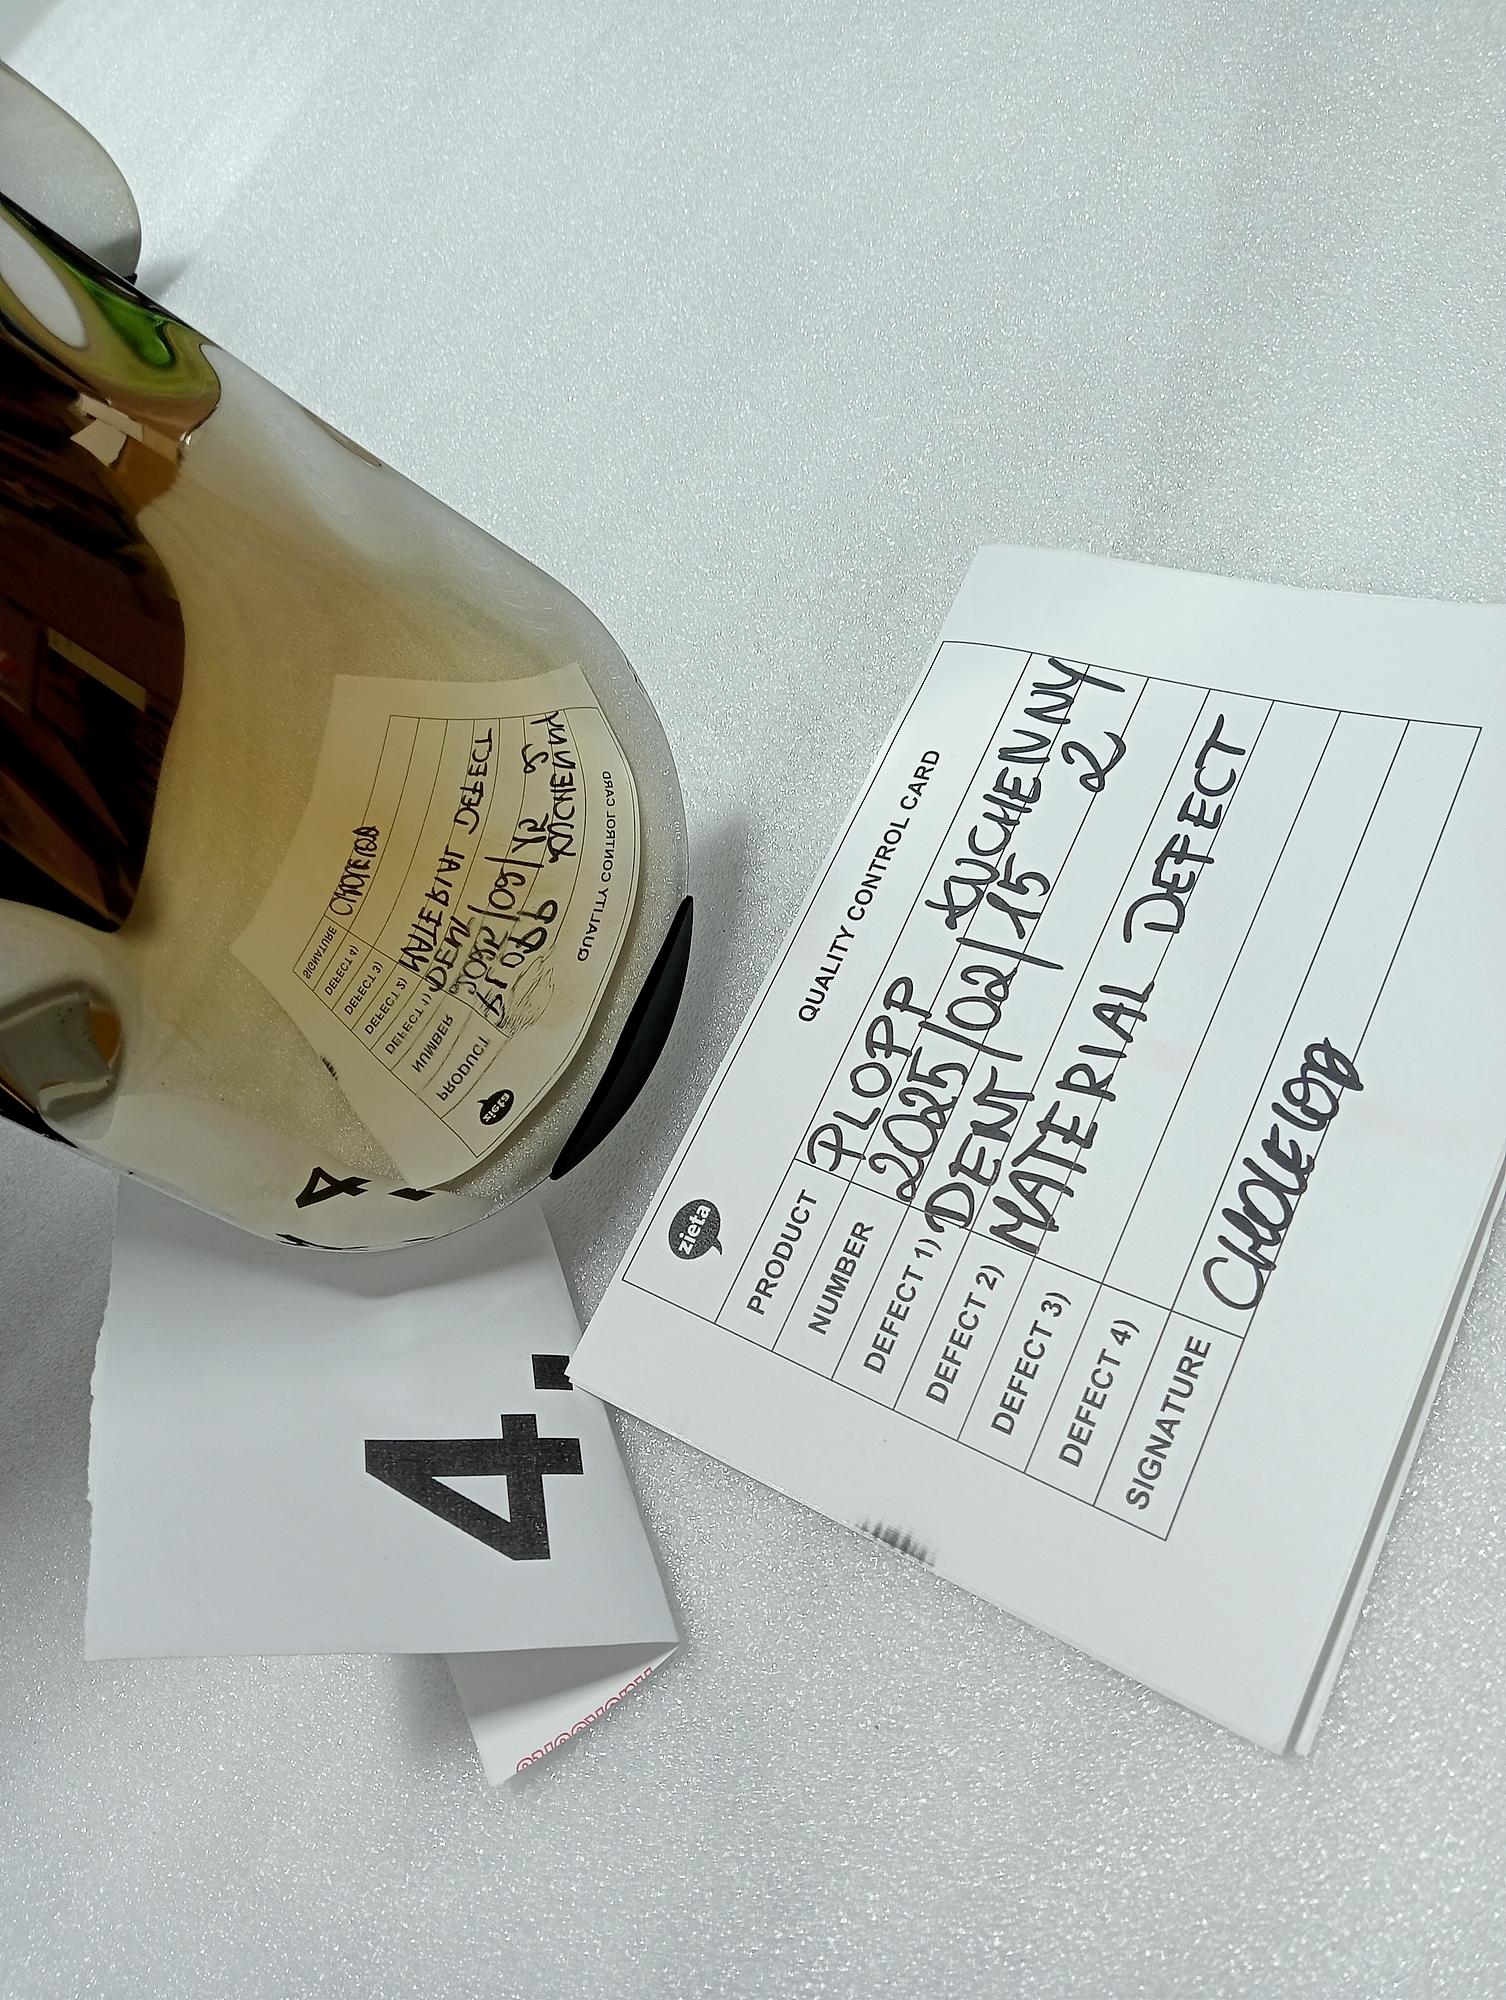 zieta
QUALITY CONTROL CARD
PRODUCT PLOPP KUCHENNY
NUMBER 2025/02/15 2
DEFECT 1) DENT
DEFECT 2) MATERIAL DEFECT
DEFECT 3)
DEFECT 4)
SIGNATURE
4.